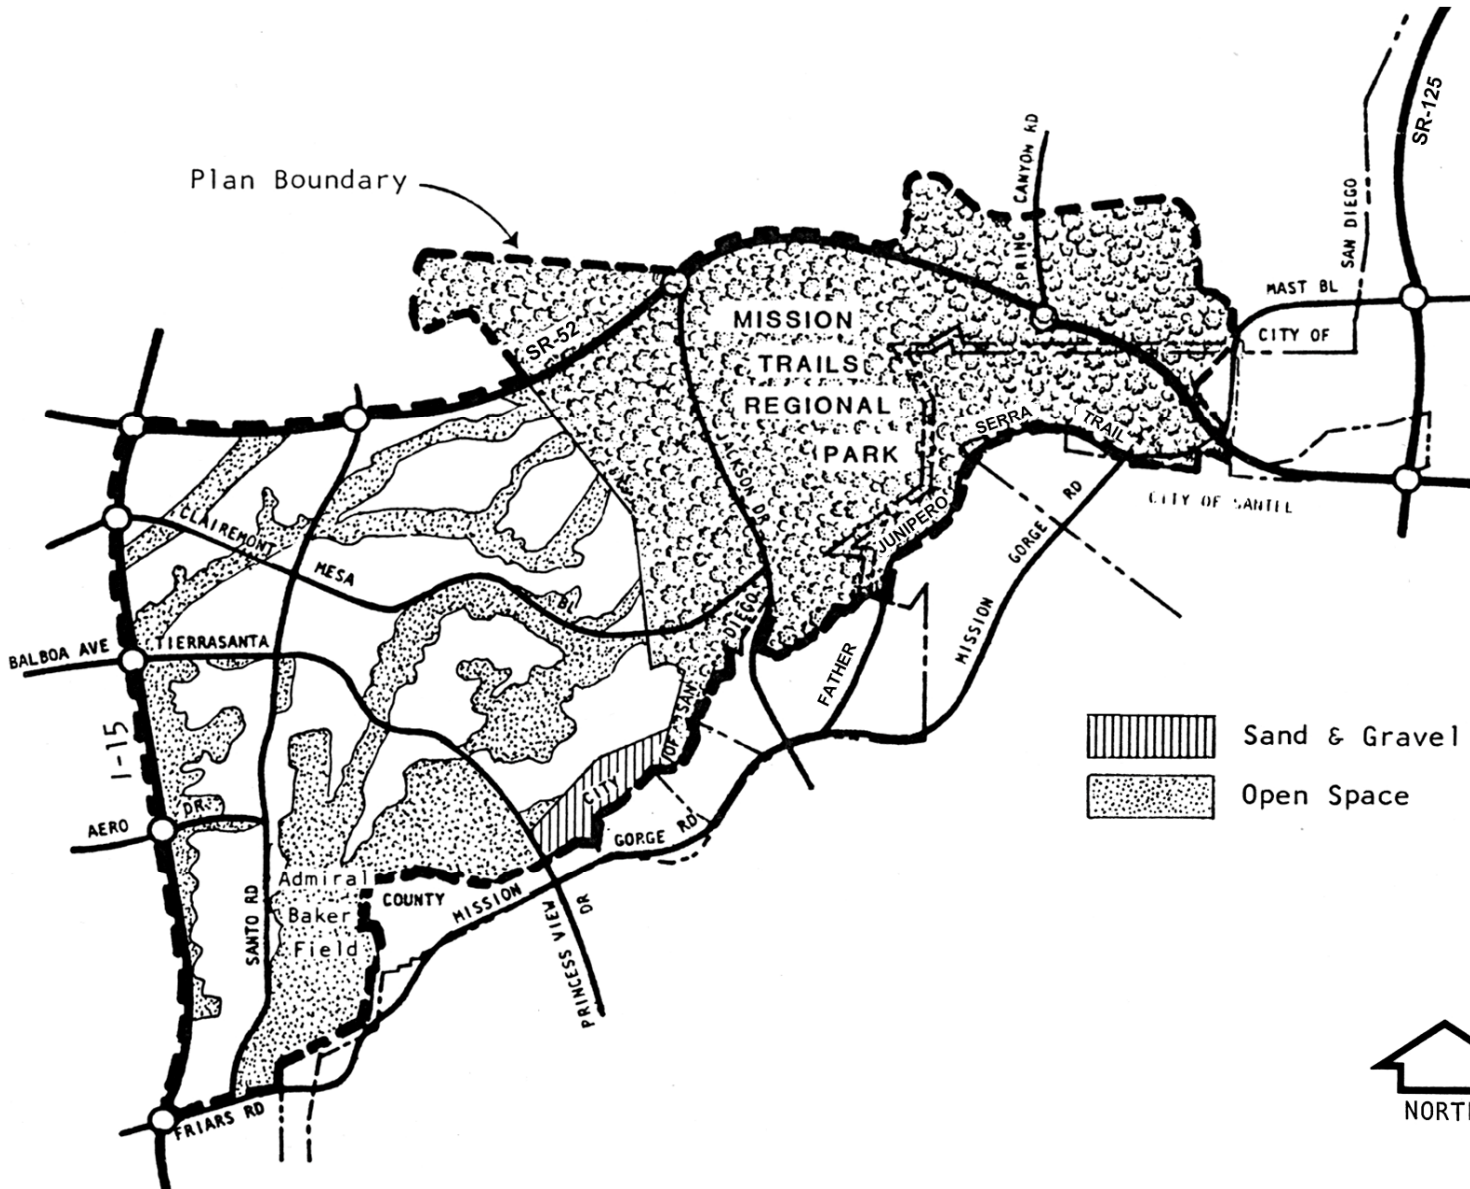 SR-125
SPRING CANYON RD
Plan Boundary
SAN DIEGO
MAST BL
CITY OF
SR-52
MISSION
TRAILS
REGIONAL
PARK
SERRA TRAIL
JACKSON DR
CITY OF SANTEE
CLAIREMONT MESA BL
JUNIPERO
GORGE RD
MISSION
BALBOA AVE
TIERRASANTA
BL
DIEGO
FATHER
SAN
OF
CITY
I-15
Sand & Gravel
Open Space
AERO DR
GORGE RD
MISSION
Admiral
Baker
Field
COUNTY
SANTO RD
PRINCESS VIEW DR
FRIARS RD
NORTH